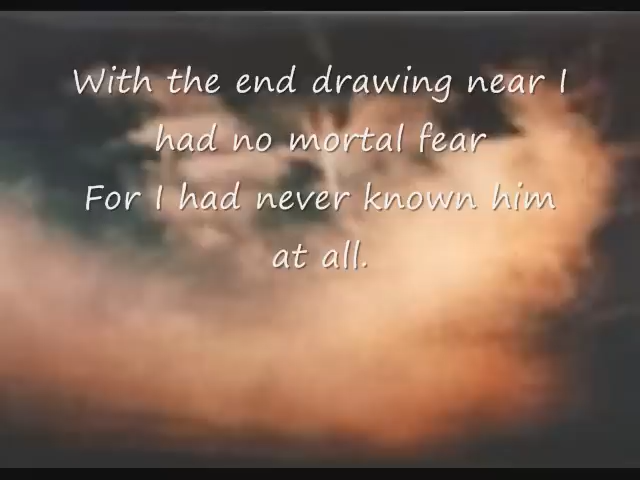 With the end drawing near I
had no mortal fear
For I had never known him
at all.